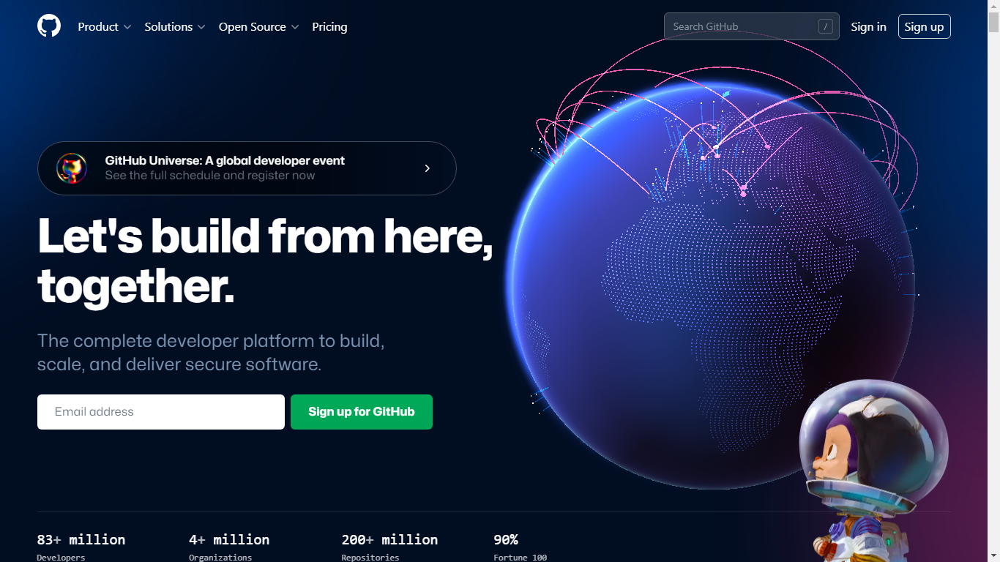 Product Solutions Open Source Pricing Search GitHub / Sign in Sign up
GitHub Universe: A global developer event
See the full schedule and register now
Let's build from here,
together.
The complete developer platform to build,
scale, and deliver secure software.
Email address Sign up for GitHub
83+ million 4+ million 200+ million 90%
Developers Organizations Repositories Fortune 100